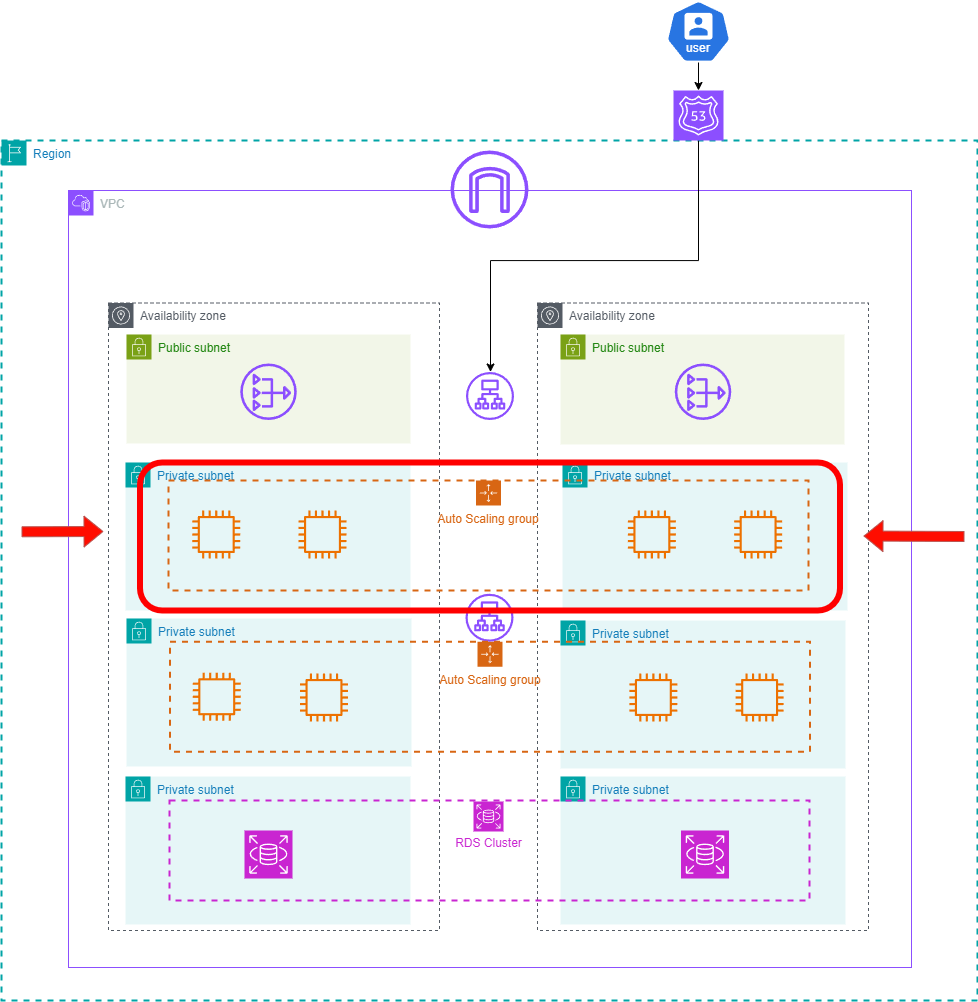 user
53
Region
VPC
Availability zone
Availability zone
Public subnet
Public subnet
Private subnet
Private subnet
Auto Scaling group
Private subnet
Private subnet
Auto Scaling group
Private subnet
Private subnet
RDS Cluster